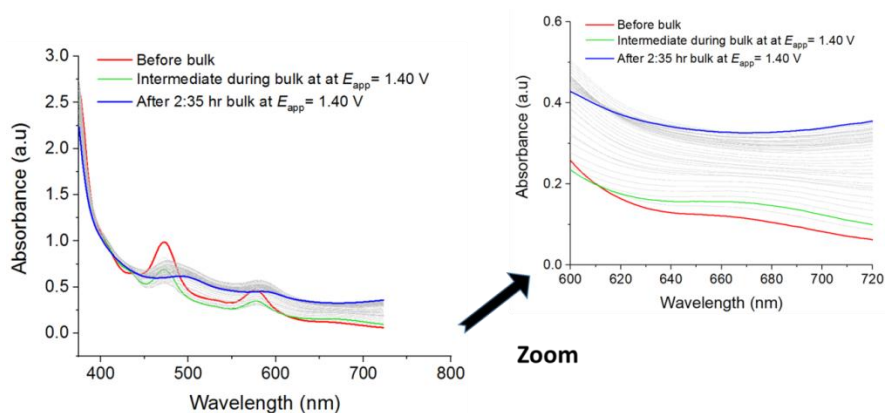 3.0
2.5
2.0
1.5
1.0
0.5
0.0
Absorbance (a.u)
Before bulk
Intermediate during bulk at at Eapp= 1.40 V
After 2:35 hr bulk at Eapp= 1.40 V
400 500 600 700 800
Wavelength (nm)
0.6
0.4
0.2
0.0
Absorbance (a.u)
Before bulk
Intermediate during bulk at at Eapp= 1.40 V
After 2:35 hr bulk at Eapp= 1.40 V
600 620 640 660 680 700 720
Wavelength (nm)
Zoom